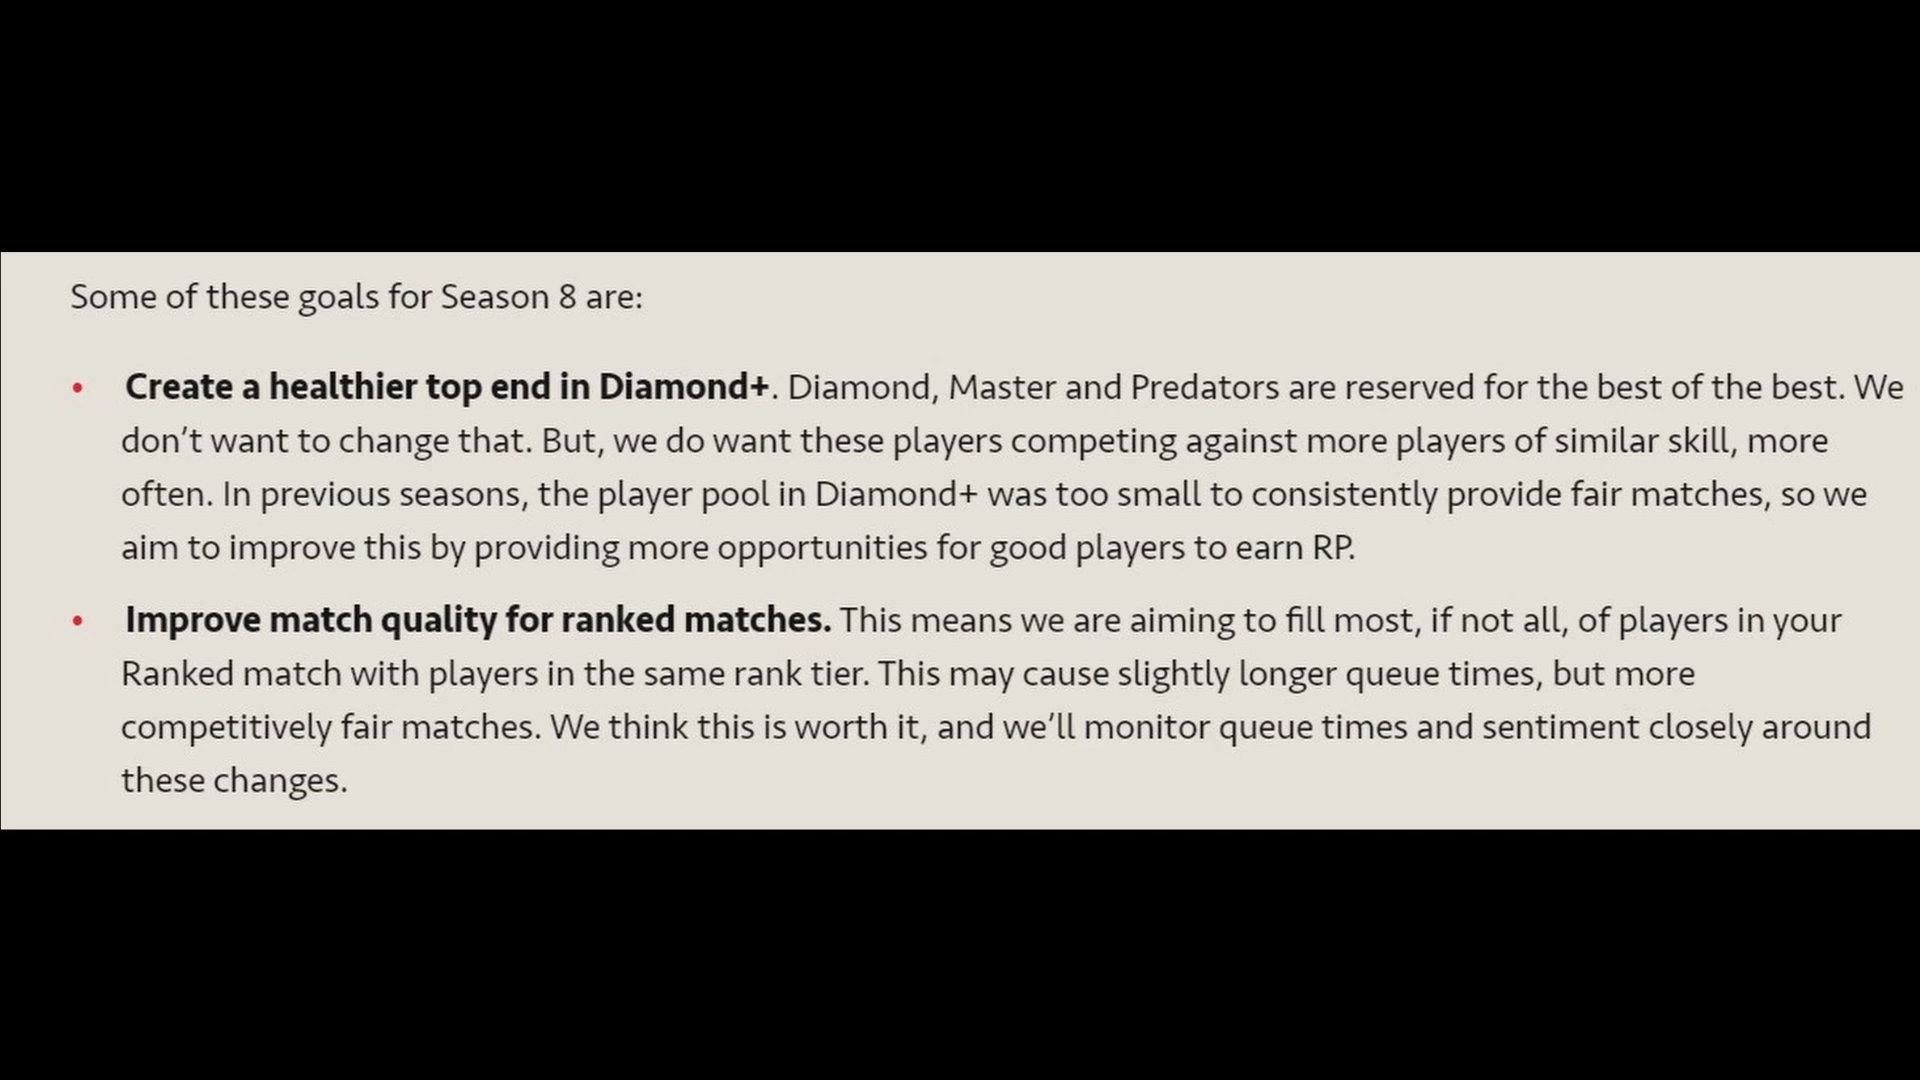 Some of these goals for Season 8 are:
• Create a healthier top end in Diamond+. Diamond, Master and Predators are reserved for the best of the best. We
don’t want to change that. But, we do want these players competing against more players of similar skill, more
often. In previous seasons, the player pool in Diamond+ was too small to consistently provide fair matches, so we
aim to improve this by providing more opportunities for good players to earn RP.
• Improve match quality for ranked matches. This means we are aiming to fill most, if not all, of players in your
Ranked match with players in the same rank tier. This may cause slightly longer queue times, but more
competitively fair matches. We think this is worth it, and we’ll monitor queue times and sentiment closely around
these changes.